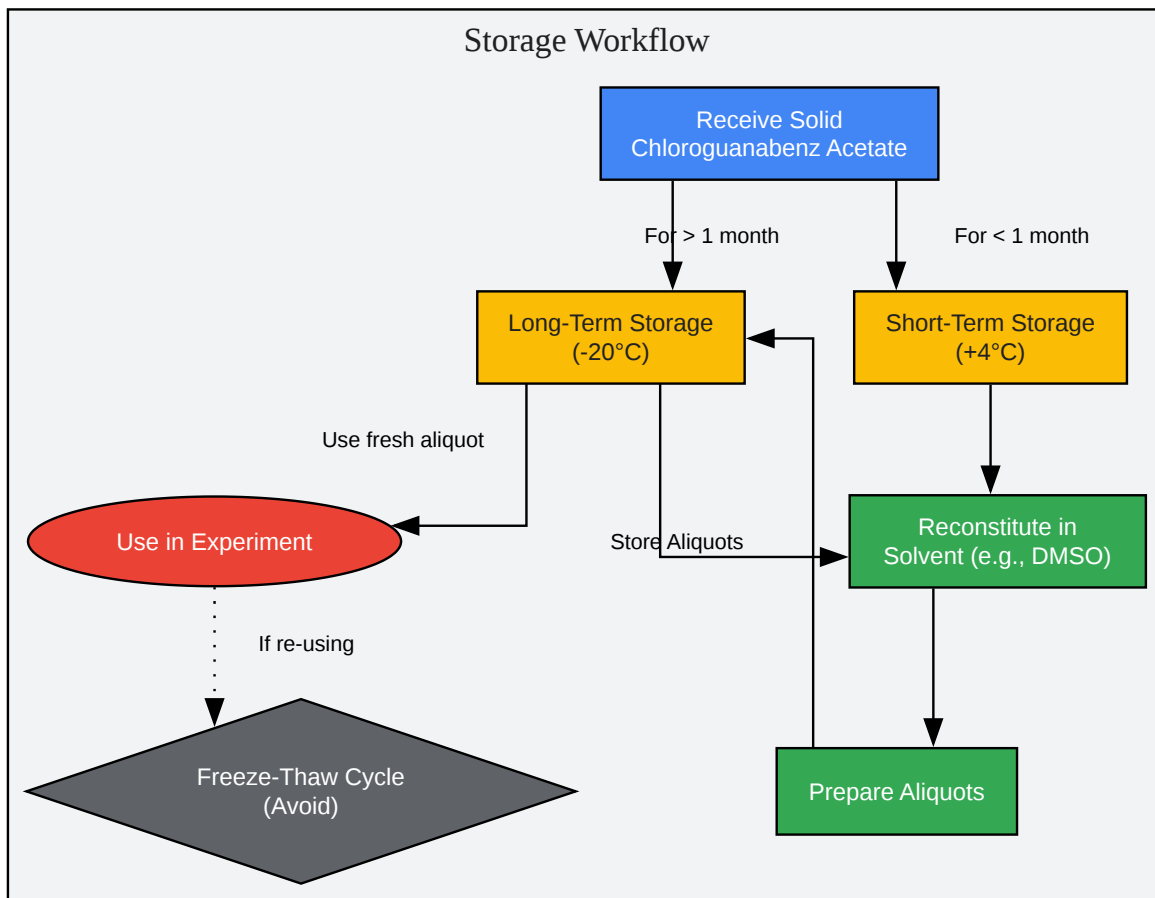 Storage Workflow
Receive Solid
Chloroguanabenz Acetate
For > 1 month
For < 1 month
Long-Term Storage
(-20°C)
Short-Term Storage
(+4°C)
Use fresh aliquot
Use in Experiment
Store Aliquots
Reconstitute in
Solvent (e.g., DMSO)
If re-using
Freeze-Thaw Cycle
(Avoid)
Prepare Aliquots